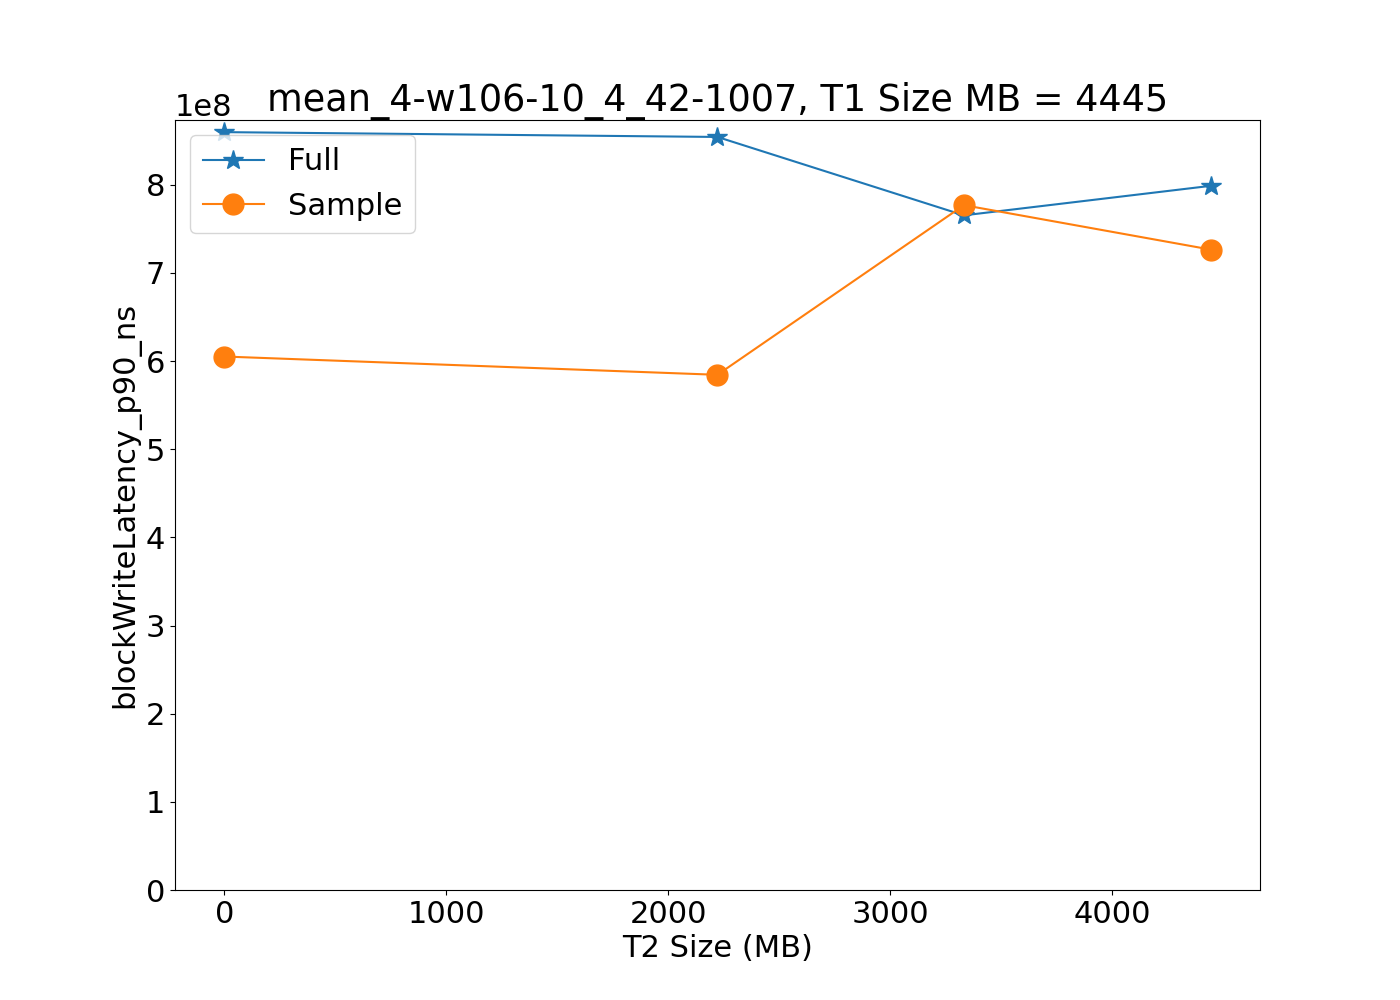 mean_4-w106-10_4_42-1007, T1 Size MB = 4445
1e8
Full
Sample
8
7
6
5
4
3
2
1
0
blockWriteLatency_p90_ns
0 1000 2000 3000 4000
T2 Size (MB)